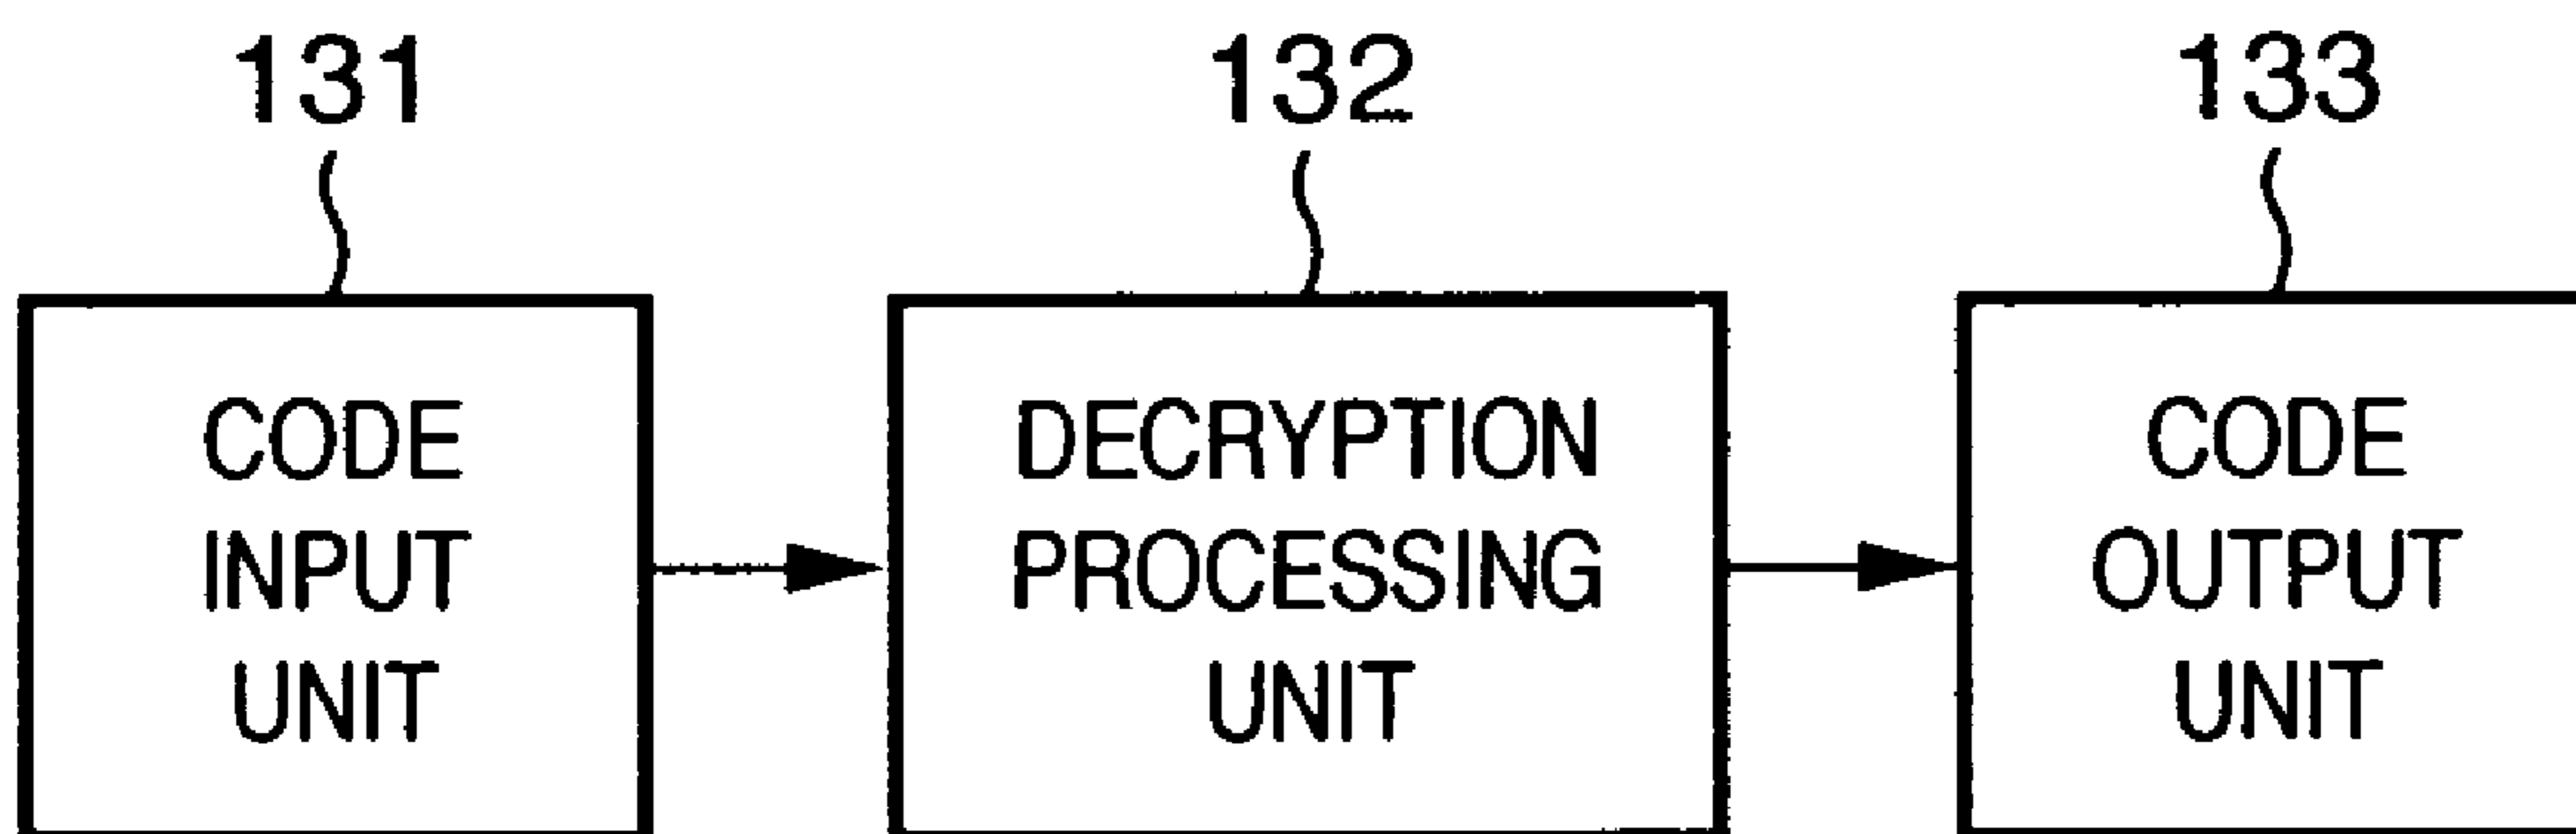 131
132
133
CODE
INPUT
UNIT
DECRYPTION
PROCESSING
UNIT
CODE
OUTPUT
UNIT